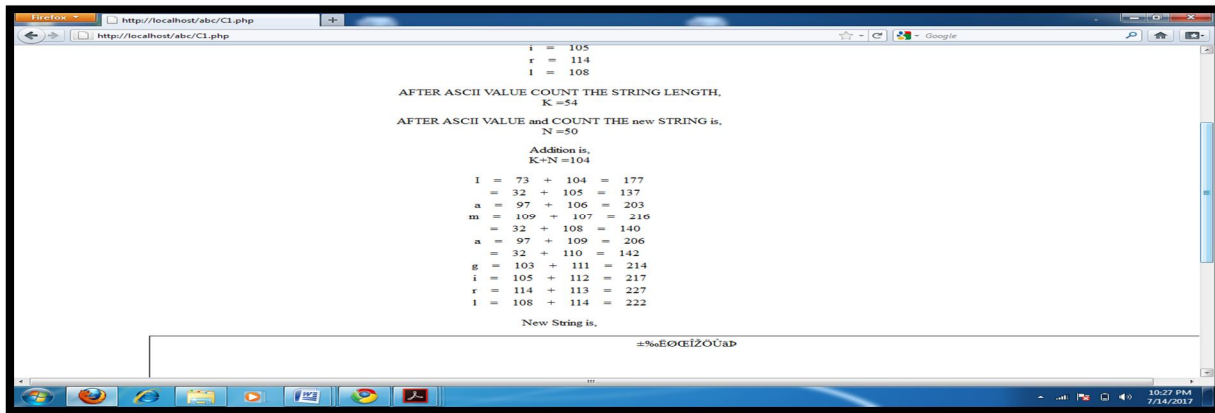 Firefox
http://localhost/abc/C1.php
http://localhost/abc/C1.php
Google
i = 105
r = 114
l = 108
AFTER ASCII VALUE COUNT THE STRING LENGTH,
K =54
AFTER ASCII VALUE and COUNT THE new STRING is,
N =50
Addition is,
K+N =104
I = 73 + 104 = 177
= 32 + 105 = 137
a = 97 + 106 = 203
m = 109 + 107 = 216
= 32 + 108 = 140
a = 97 + 109 = 206
= 32 + 110 = 142
g = 103 + 111 = 214
i = 105 + 112 = 217
r = 114 + 113 = 227
l = 108 + 114 = 222
New String is,
±‰ËØŒÎŽÖÙãÞ
10:27 PM
7/14/2017